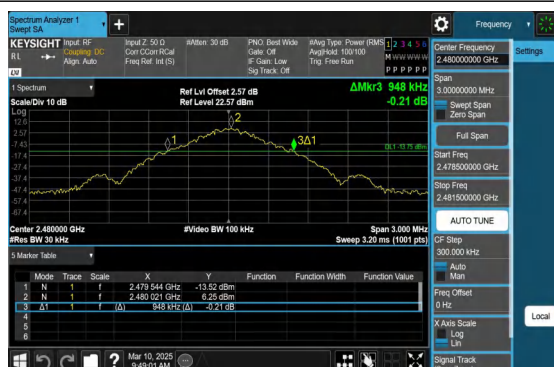 Spectrum Analyzer 1
Swept SA
Frequency
KEYSIGHT
RL
Input: RF
Coupling: DC
Align: Auto
Input Z: 50 Ω
Corr CCorr RCal
Freq Ref: Int (S)
#Atten: 30 dB
PNO: Best Wide
Gate: Off
IF Gain: Low
Sig Track: Off
#Avg Type: Power (RMS
Avg|Hold: 100/100
Trig: Free Run
1 2 3 4 5 6
M W W W W W
P P P P P P
LXI
1 Spectrum
Scale/Div 10 dB
Ref Lvl Offset 2.57 dB
Ref Level 22.57 dBm
ΔMkr3 948 kHz
-0.21 dB
Log
12.6
2.57
-7.43
-17.4
-27.4
-37.4
-47.4
-57.4
-67.4
1
2
3Δ1
DL1 -13.75 dBm
Center 2.480000 GHz
#Res BW 30 kHz
#Video BW 100 kHz
Span 3.000 MHz
Sweep 3.20 ms (1001 pts)
5 Marker Table
Mode Trace Scale X Y Function Function Width Function Value
1 N 1 f 2.479 544 GHz -13.52 dBm
2 N 1 f 2.480 021 GHz 6.25 dBm
3 Δ1 1 f (Δ) 948 kHz (Δ) -0.21 dB
4
5
6
?
Mar 10, 2025
9:49:01 AM
Center Frequency
2.480000000 GHz
Span
3.00000000 MHz
Swept Span
Zero Span
Full Span
Start Freq
2.478500000 GHz
Stop Freq
2.481500000 GHz
AUTO TUNE
CF Step
300.000 kHz
Auto
Man
Freq Offset
0 Hz
X Axis Scale
Log
Lin
Signal Track
Settings
Local